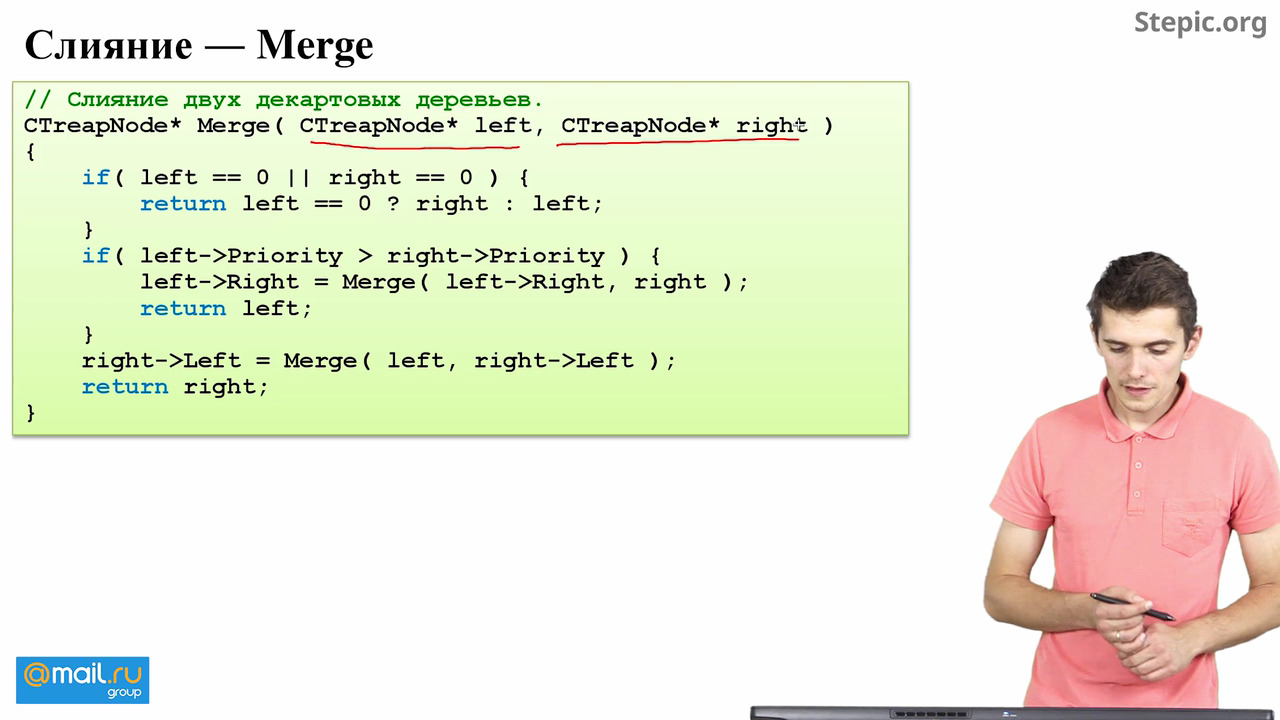 Stepic.org
Слияние — Merge
// Слияние двух декартовых деревьев.
CTreapNode* Merge( CTreapNode* left, CTreapNode* right )
{
if( left == 0 || right == 0 ) {
return left == 0 ? right : left;
}
if( left->Priority > right->Priority ) {
left->Right = Merge( left->Right, right );
return left;
}
right->Left = Merge( left, right->Left );
return right;
}
@mail.ru
group